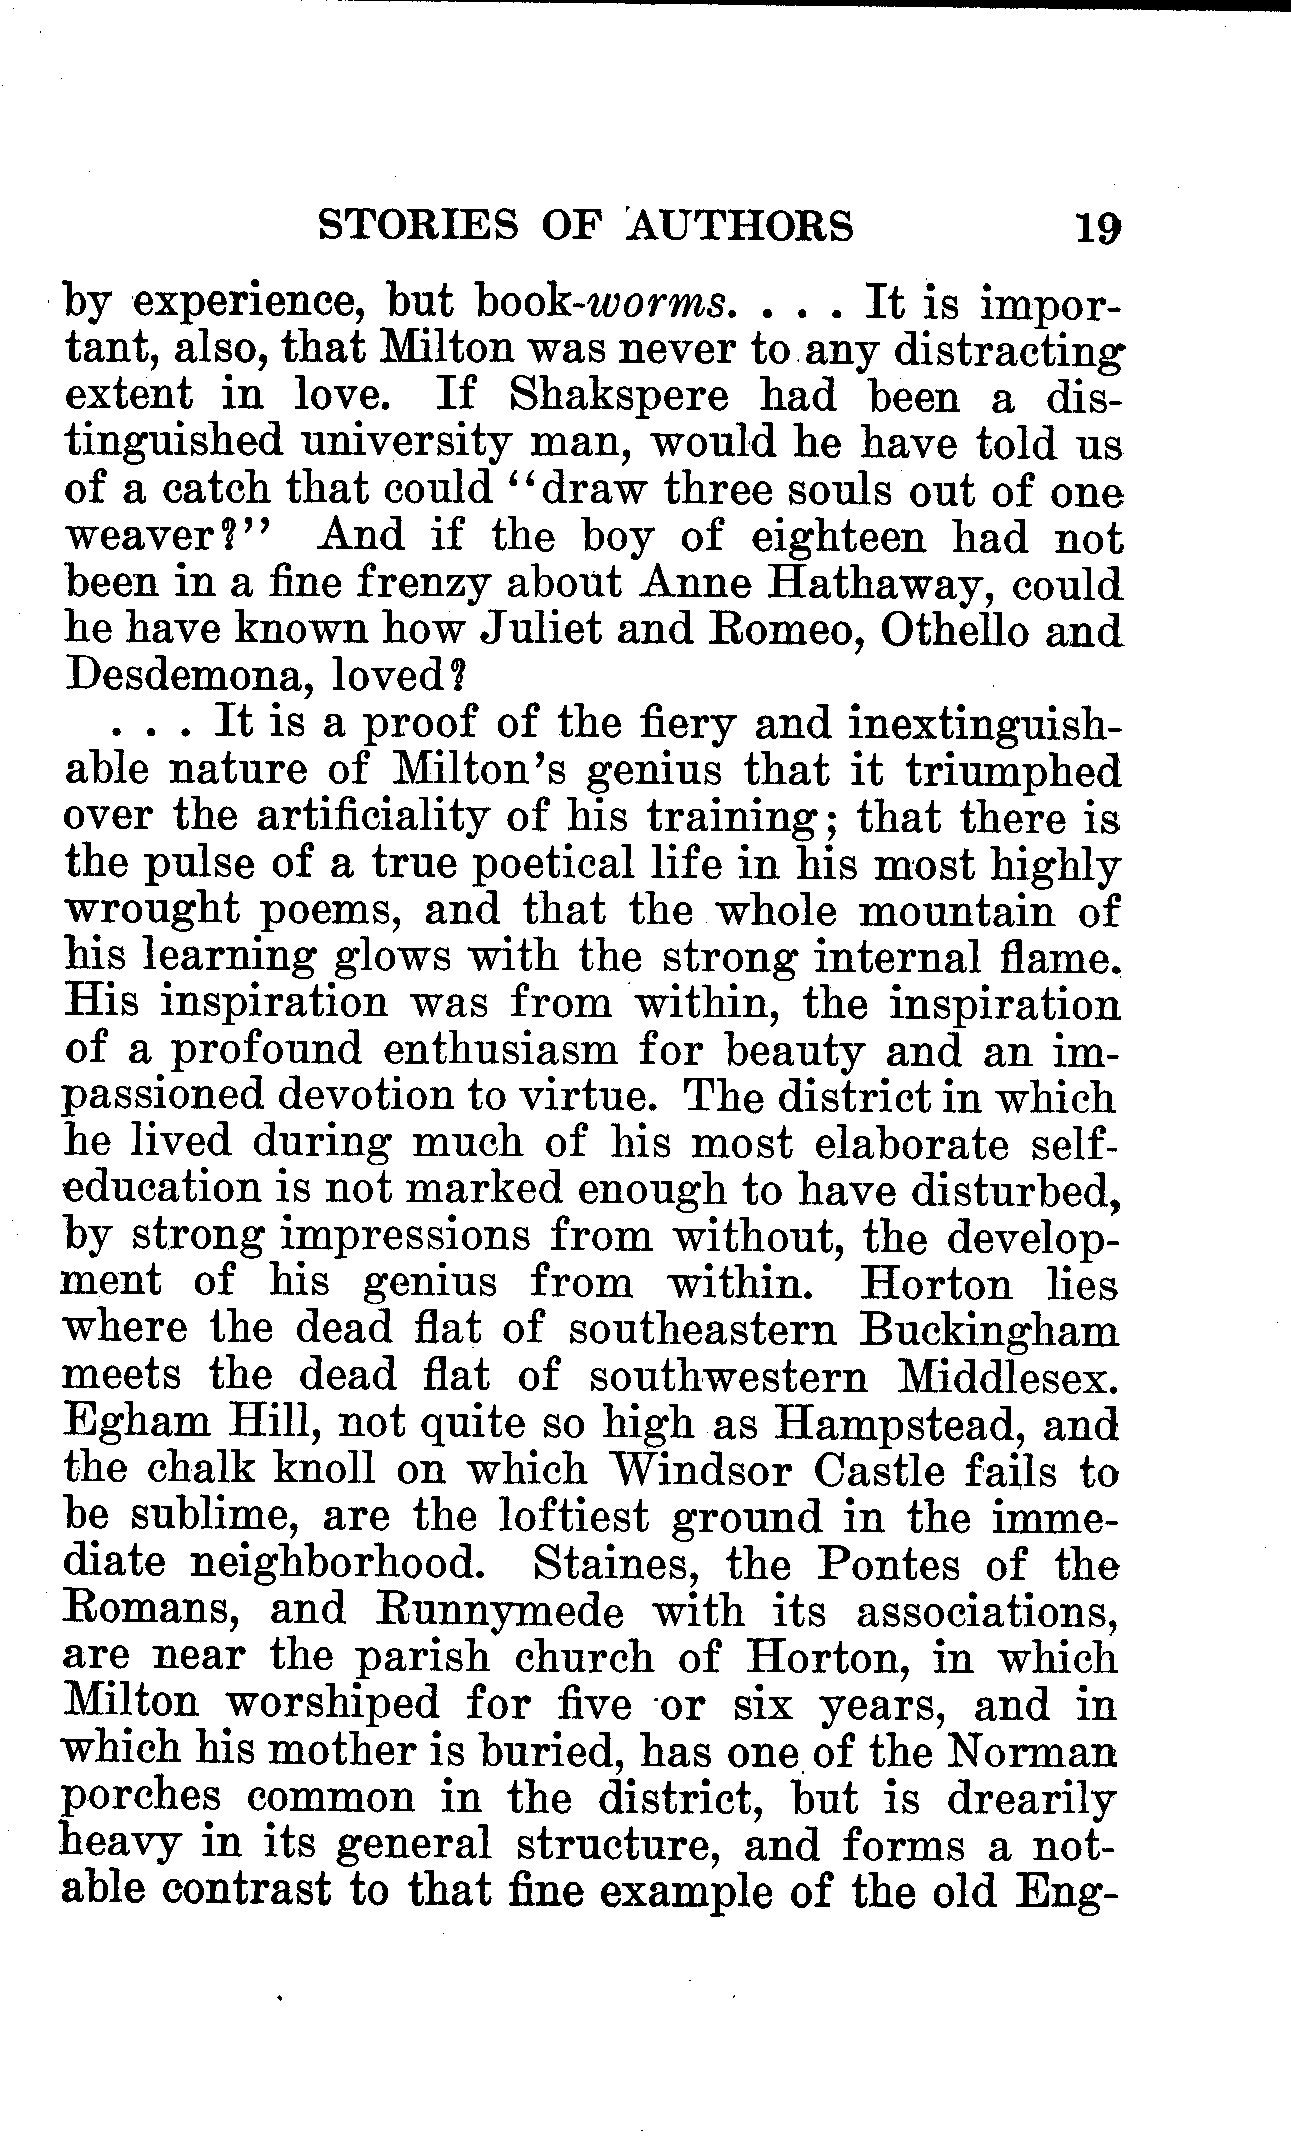 STORIES OF AUTHORS 19
by experience, but book-worms. . . . It is impor-
tant, also, that Milton was never to any distracting
extent in love. If Shakspere had been a dis-
tinguished university man, would he have told us
of a catch that could "draw three souls out of one
weaver?" And if the boy of eighteen had not
been in a fine frenzy about Anne Hathaway, could
he have known how Juliet and Romeo, Othello and
Desdemona, loved?
. . . It is a proof of the fiery and inextinguish-
able nature of Milton's genius that it triumphed
over the artificiality of his training; that there is
the pulse of a true poetical life in his most highly
wrought poems, and that the whole mountain of
his learning glows with the strong internal flame.
His inspiration was from within, the inspiration
of a profound enthusiasm for beauty and an im-
passioned devotion to virtue. The district in which
he lived during much of his most elaborate self-
education is not marked enough to have disturbed,
by strong impressions from without, the develop-
ment of his genius from within. Horton lies
where the dead flat of southeastern Buckingham
meets the dead flat of southwestern Middlesex.
Egham Hill, not quite so high as Hampstead, and
the chalk knoll on which Windsor Castle fails to
be sublime, are the loftiest ground in the imme-
diate neighborhood. Staines, the Pontes of the
Romans, and Runnymede with its associations,
are near the parish church of Horton, in which
Milton worshiped for five or six years, and in
which his mother is buried, has one of the Norman
porches common in the district, but is drearily
heavy in its general structure, and forms a not-
able contrast to that fine example of the old Eng-